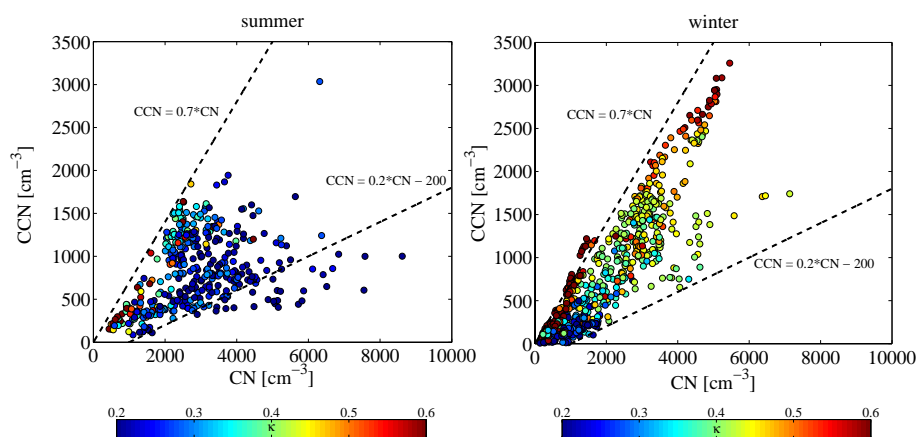 summer
winter
3500
3000
2500
2000
1500
1000
500
0
CCN [cm⁻³]
CCN = 0.7*CN
CCN = 0.2*CN − 200
0 2000 4000 6000 8000 10000
CN [cm⁻³]
0.2 0.3 0.4 0.5 0.6
κ
3500
3000
2500
2000
1500
1000
500
0
CCN [cm⁻³]
CCN = 0.7*CN
CCN = 0.2*CN − 200
0 2000 4000 6000 8000 10000
CN [cm⁻³]
0.2 0.3 0.4 0.5 0.6
κ